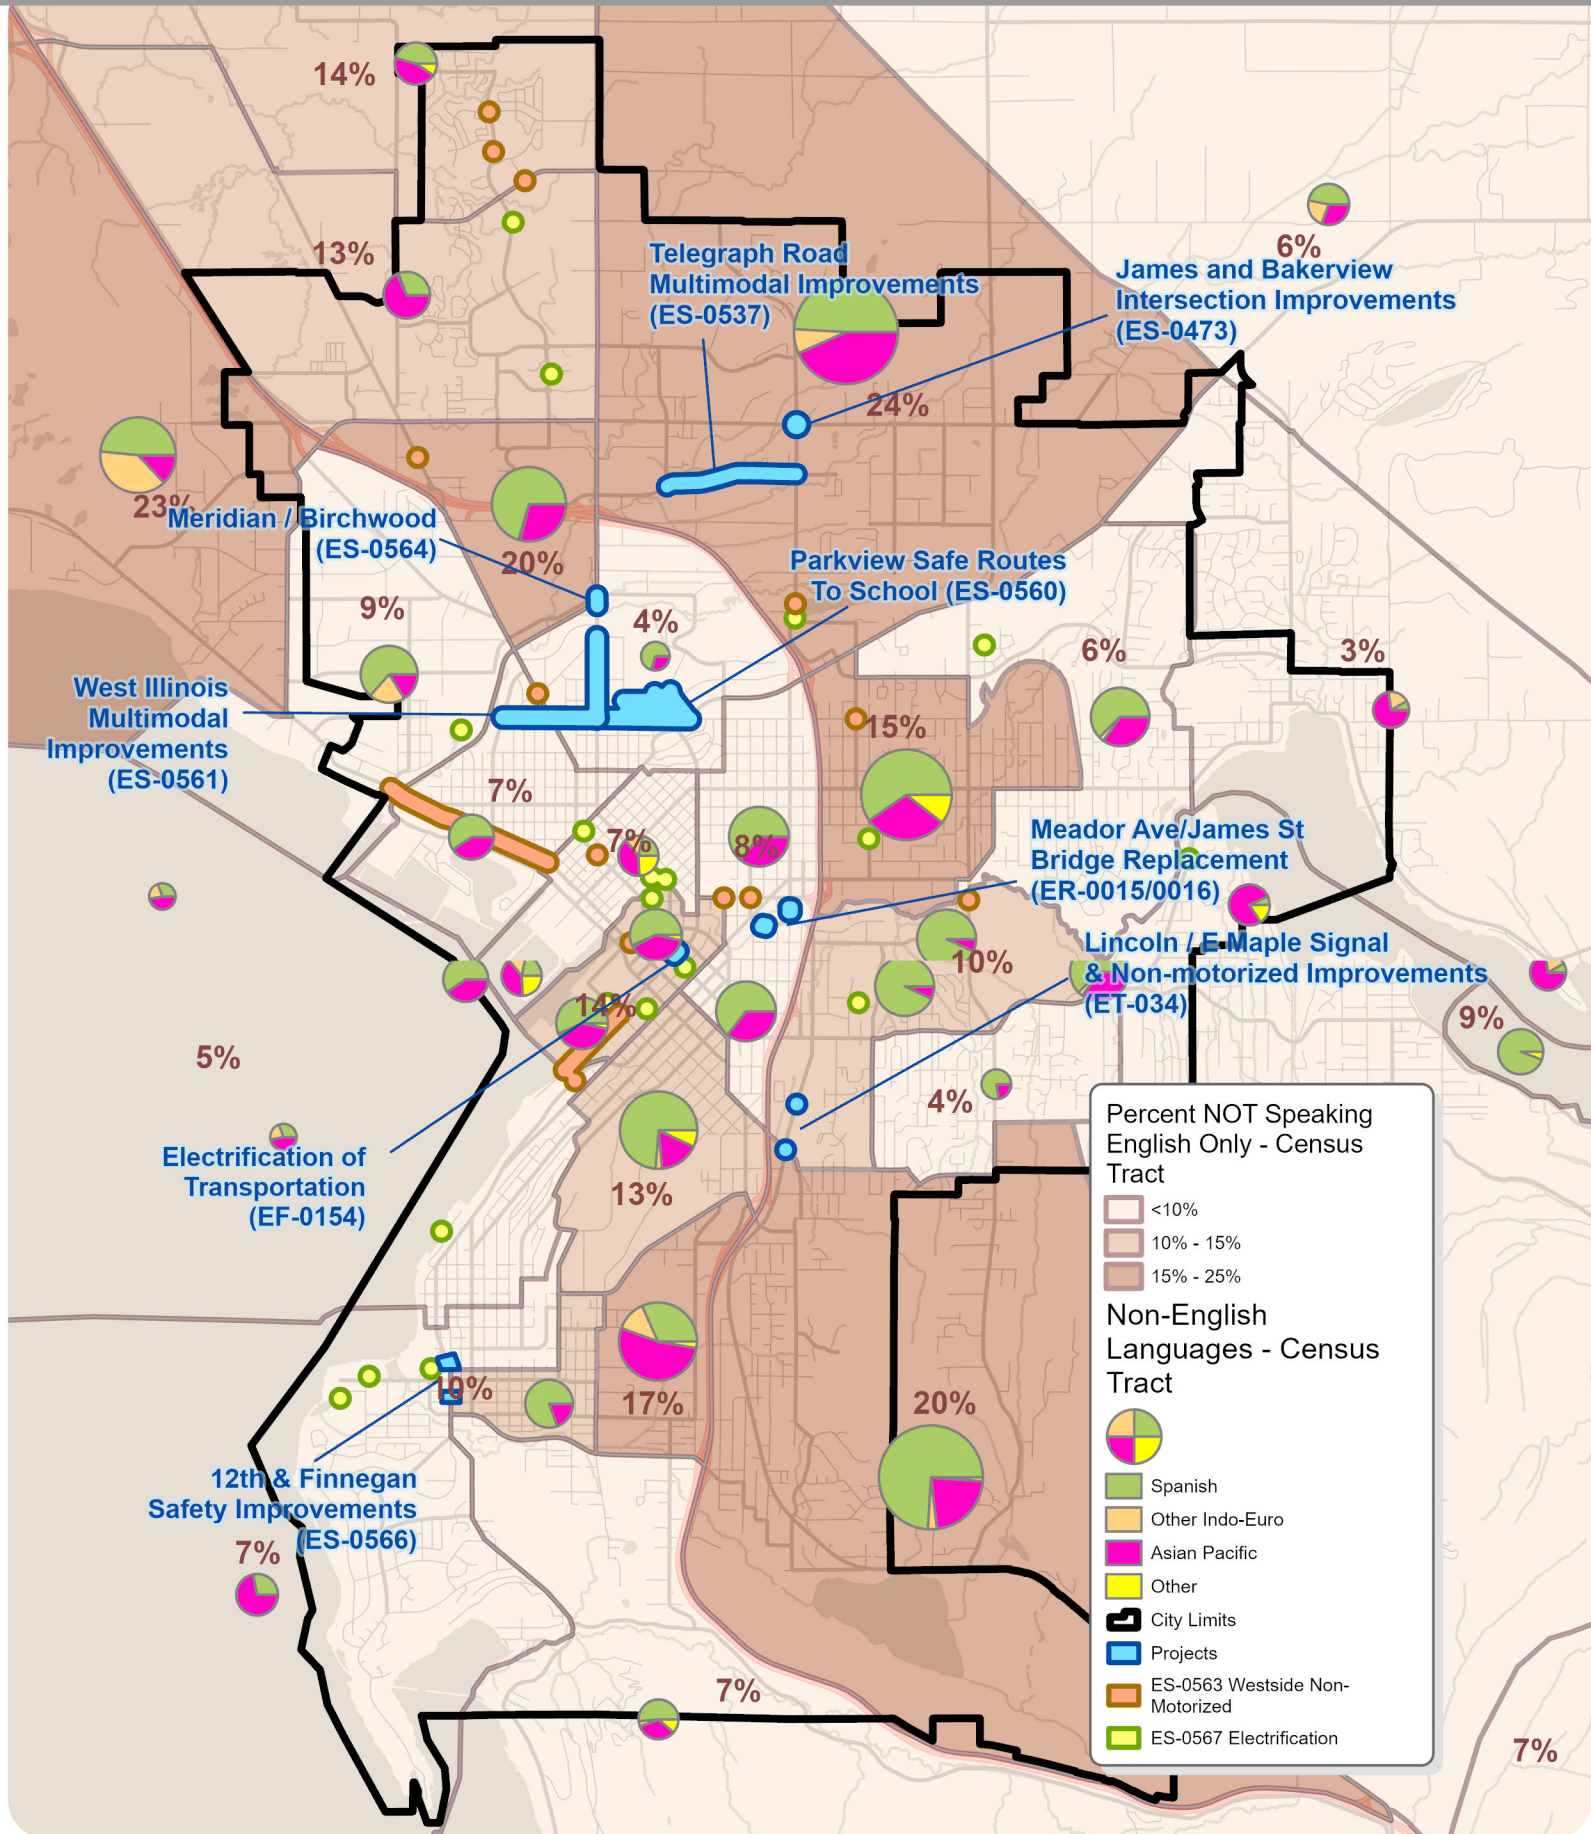 14%
13%
6%
Telegraph Road
Multimodal Improvements
(ES-0537)
James and Bakerview
Intersection Improvements
(ES-0473)
24%
23%
Meridian / Birchwood
(ES-0564)
20%
Parkview Safe Routes
To School (ES-0560)
9%
4%
6%
3%
West Illinois
Multimodal
Improvements
(ES-0561)
15%
7%
7%
8%
Meador Ave/James St
Bridge Replacement
(ER-0015/0016)
Lincoln / E Maple Signal
& Non-motorized Improvements
(ET-034)
10%
14%
9%
5%
4%
Electrification of
Transportation
(EF-0154)
13%
10%
17%
20%
12th & Finnegan
Safety Improvements
(ES-0566)
7%
7%
7%
Percent NOT Speaking
English Only - Census
Tract
<10%
10% - 15%
15% - 25%
Non-English
Languages - Census
Tract
Spanish
Other Indo-Euro
Asian Pacific
Other
City Limits
Projects
ES-0563 Westside Non-
Motorized
ES-0567 Electrification